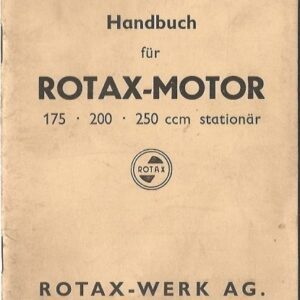 Handbuch
für
ROTAX-MOTOR
175 · 200 · 250 ccm stationär
ROTAX
ROTAX-WERK AG.